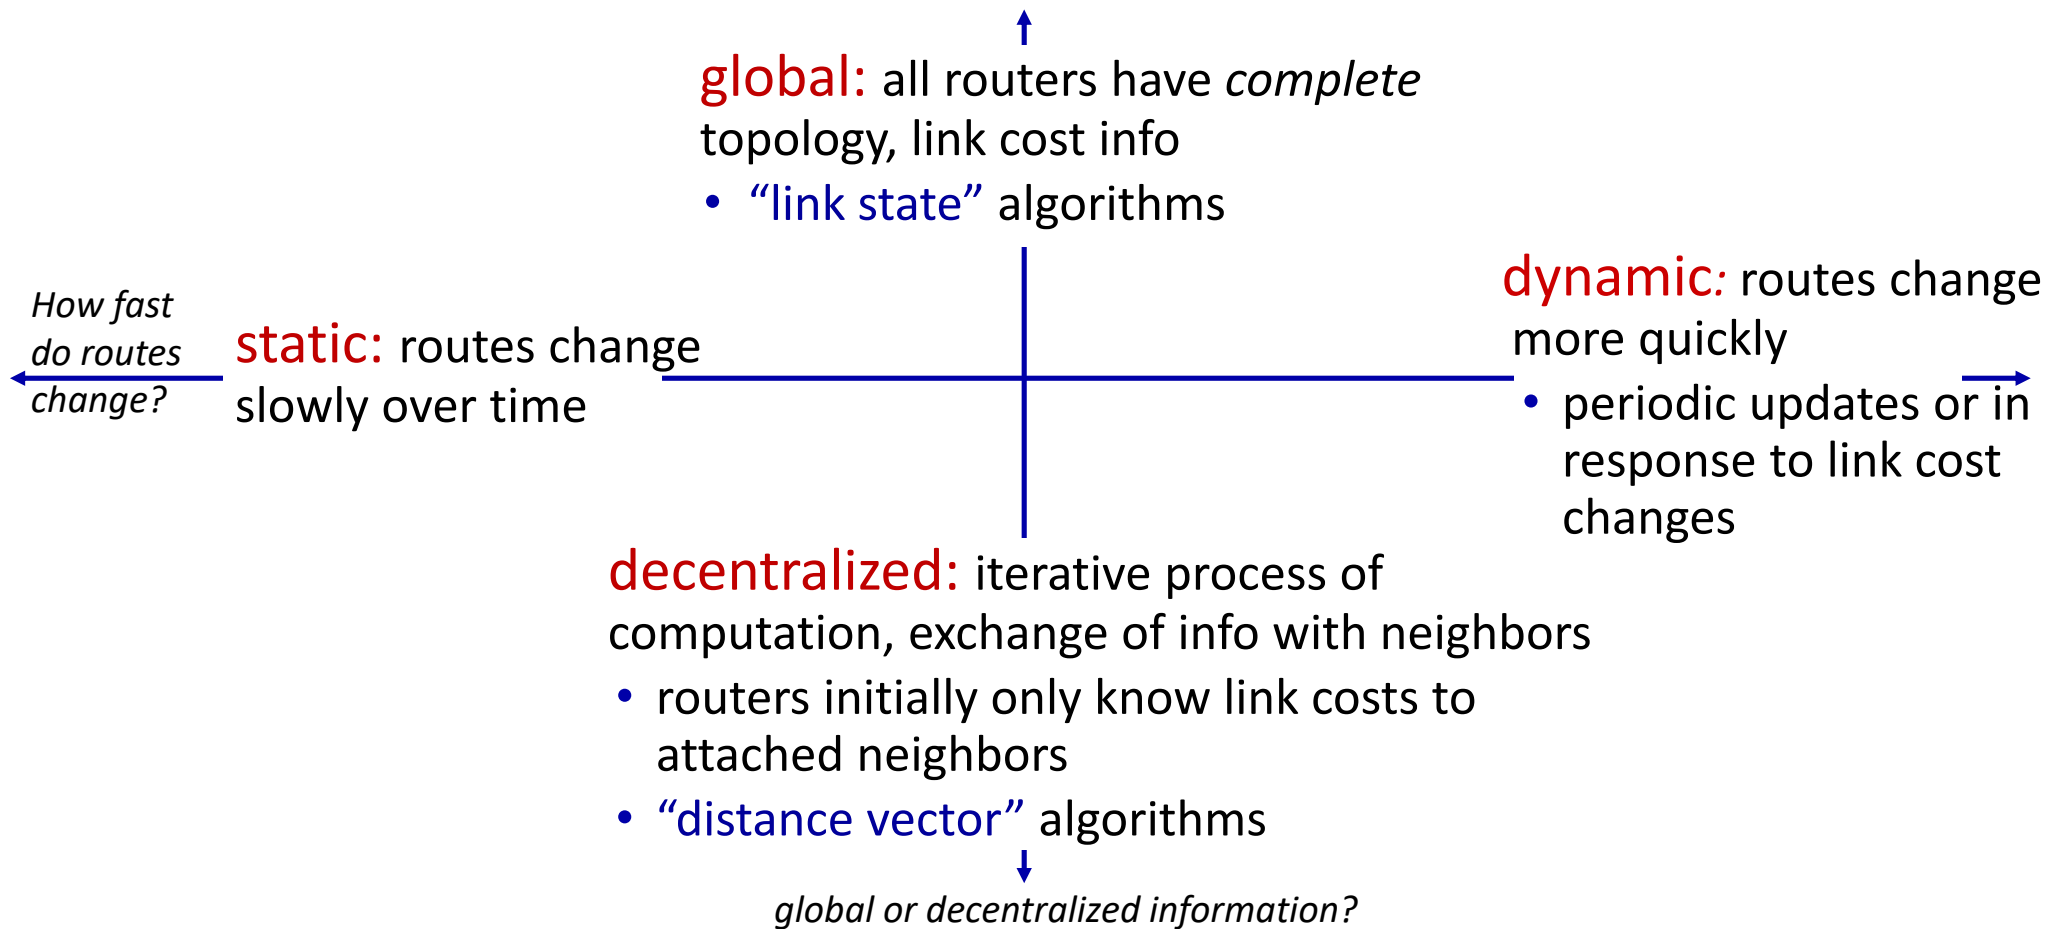 global: all routers have complete
topology, link cost info
• “link state” algorithms
How fast
do routes
change?
static: routes change
slowly over time
dynamic: routes change
more quickly
• periodic updates or in
response to link cost
changes
decentralized: iterative process of
computation, exchange of info with neighbors
• routers initially only know link costs to
attached neighbors
• “distance vector” algorithms
global or decentralized information?